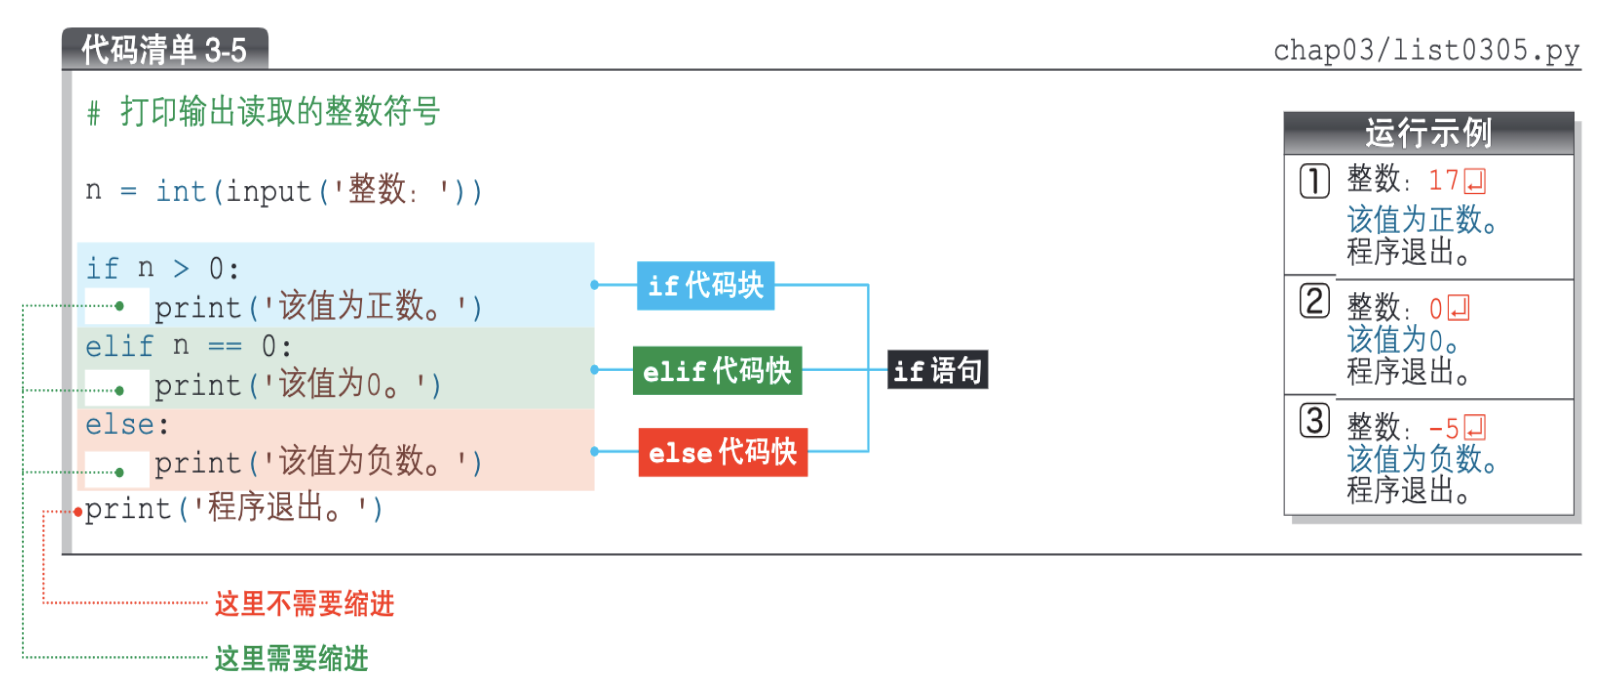 代码清单 3-5
chap03/list0305.py
# 打印输出读取的整数符号
n = int(input('整数: '))
if n > 0:
print('该值为正数。')
elif n == 0:
print('该值为0。')
else:
print('该值为负数。')
print('程序退出。')
if 代码块
elif 代码快
else 代码快
if 语句
这里不需要缩进
这里需要缩进
运行示例
1 整数: 17↵
该值为正数。
程序退出。
2 整数: 0↵
该值为0。
程序退出。
3 整数: -5↵
该值为负数。
程序退出。